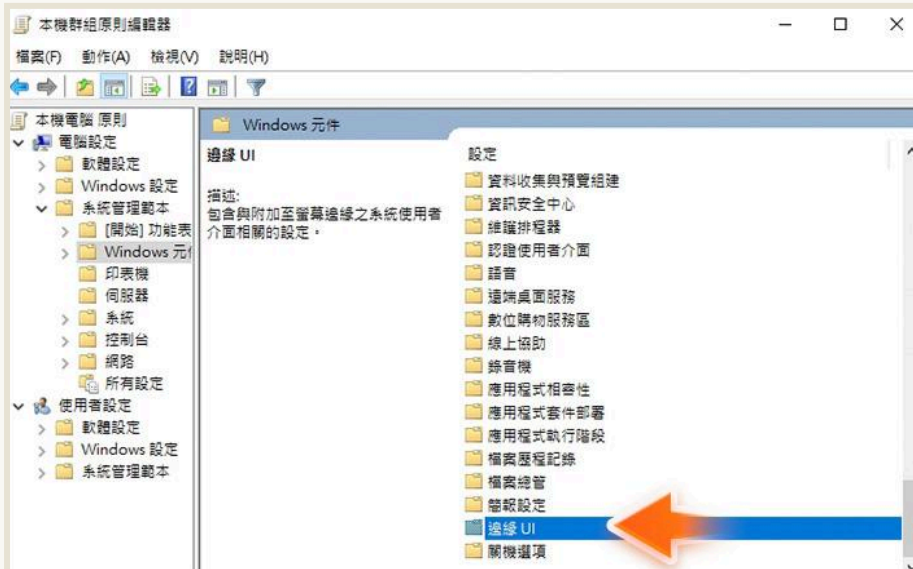 本機群組原則編輯器
檔案(F) 動作(A) 檢視(V) 說明(H)
本機電腦 原則
電腦設定
軟體設定
Windows 設定
系統管理範本
[開始] 功能表
Windows 元件
印表機
伺服器
系統
控制台
網路
所有設定
使用者設定
軟體設定
Windows 設定
系統管理範本
Windows 元件
邊緣 UI
描述:
包含與附加至螢幕邊緣之系統使用者
介面相關的設定。
設定
資料收集與預覽組建
資訊安全中心
維護排程器
認證使用者介面
語音
遠端桌面服務
數位購物服務區
線上協助
錄音機
應用程式相容性
應用程式套件部署
應用程式執行階段
檔案歷程記錄
檔案總管
簡報設定
邊緣 UI
關機選項